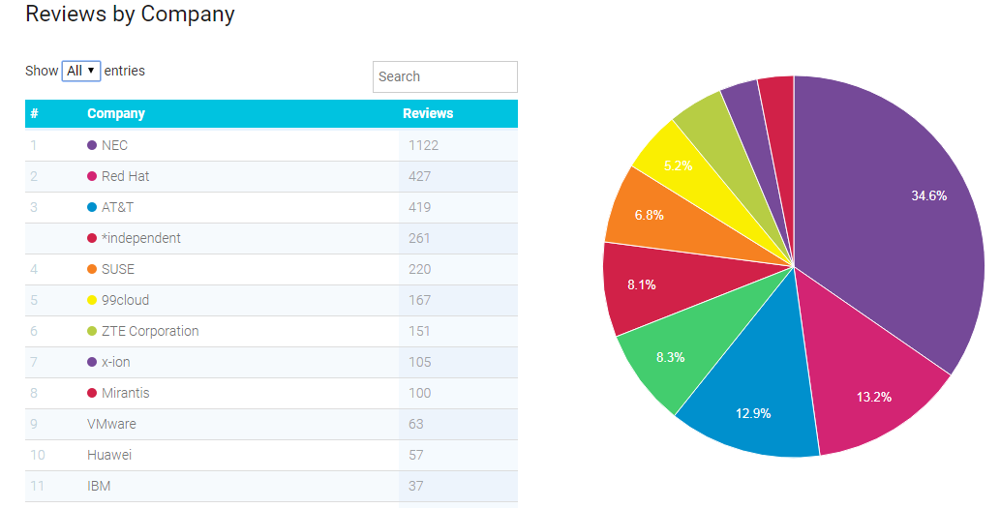 Reviews by Company
Show All entries
Search
# Company Reviews
1 NEC 1122
2 Red Hat 427
3 AT&T 419
*independent 261
4 SUSE 220
5 99cloud 167
6 ZTE Corporation 151
7 x-ion 105
8 Mirantis 100
9 VMware 63
10 Huawei 57
11 IBM 37
34.6%
13.2%
12.9%
8.3%
8.1%
6.8%
5.2%